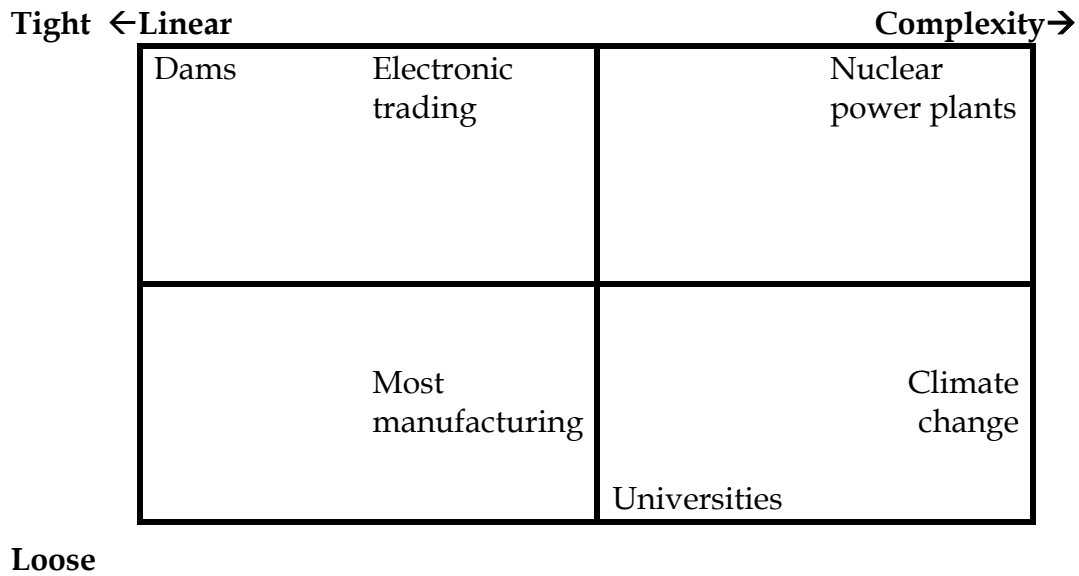 Tight ←Linear Complexity→
Dams Electronic Nuclear
trading power plants
Most Climate
manufacturing change
Universities
Loose